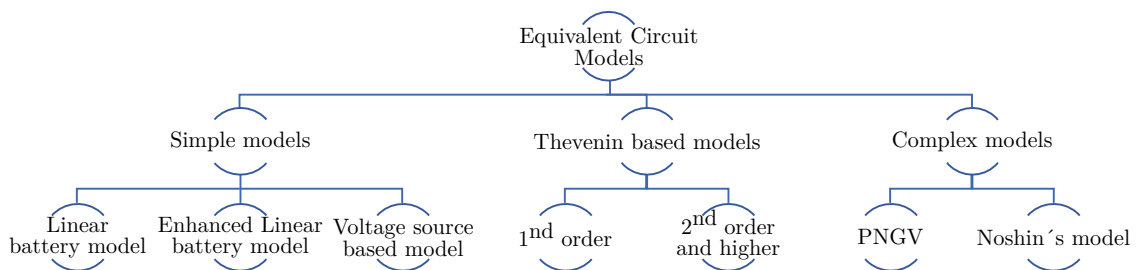 Equivalent Circuit
Models
Simple models
Thevenin based models
Complex models
Linear
battery model
Enhanced Linear
battery model
Voltage source
based model
1nd order
2nd order
and higher
PNGV
Noshin´s model